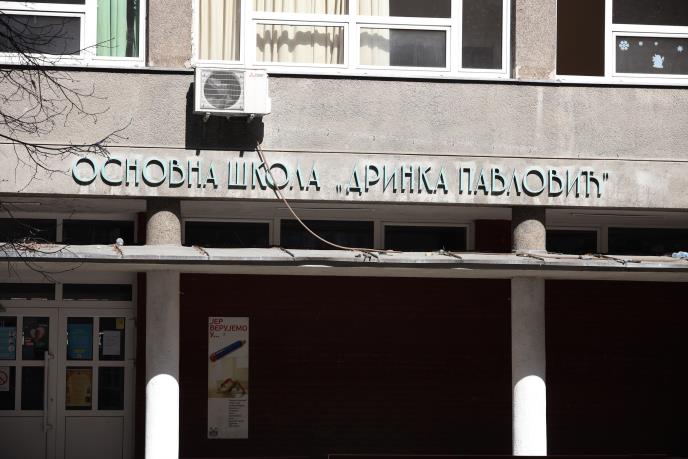 ОСНОВНА ШКОЛА „ДРИНКА ПАВЛОВИЋ"
ЈЕР
ВЕРУЈЕМО
У...